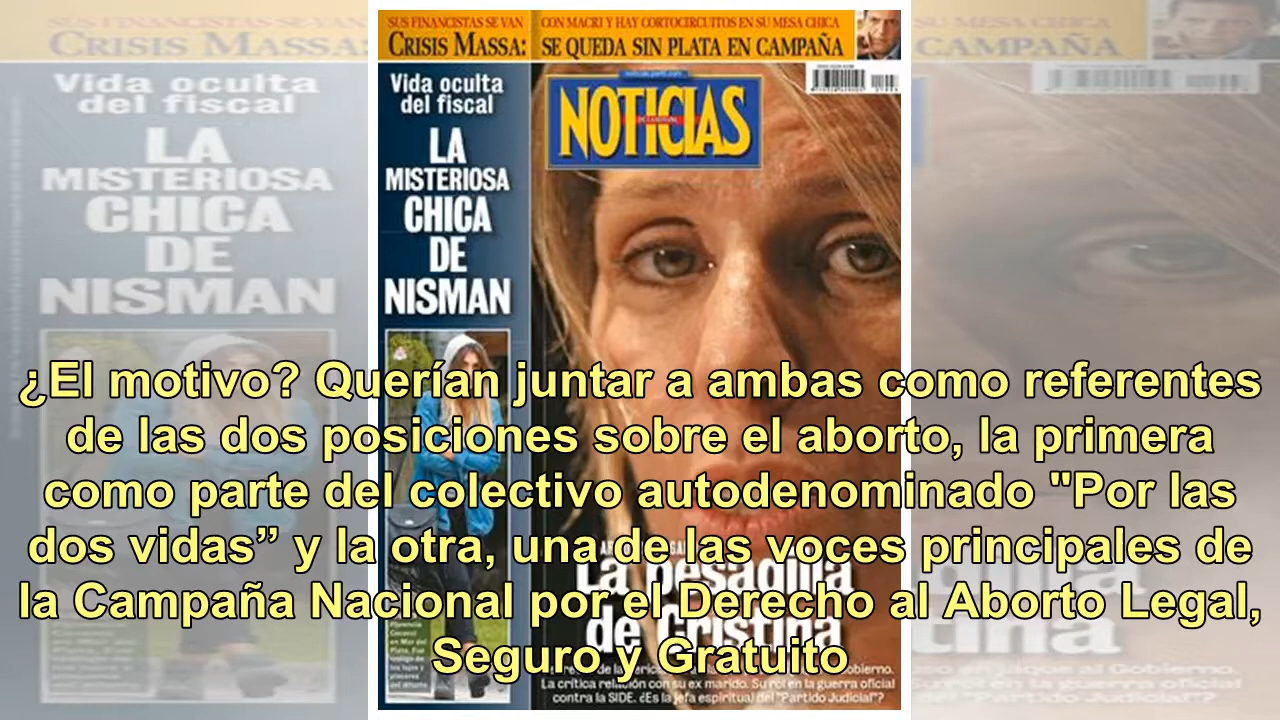 SUS FINANCISTAS SE VAN CON MACRI Y HAY CORTOCIRCUITOS EN SU MESA CHICA
CRISIS MASSA: SE QUEDA SIN PLATA EN CAMPAÑA
Vida oculta
del fiscal
LA
MISTERIOSA
CHICA
DE
NISMAN
NOTICIAS
¿El motivo? Querían juntar a ambas como referentes
de las dos posiciones sobre el aborto, la primera
como parte del colectivo autodenominado "Por las
dos vidas” y la otra, una de las voces principales de
la Campaña Nacional por el Derecho al Aborto Legal,
Seguro y Gratuito
La pesadilla
de Cristina
La crítica relación con su ex marido. Su rol en la guerra oficial
contra la SIDE. ¿Es la jefa espiritual del "Partido Judicial"?